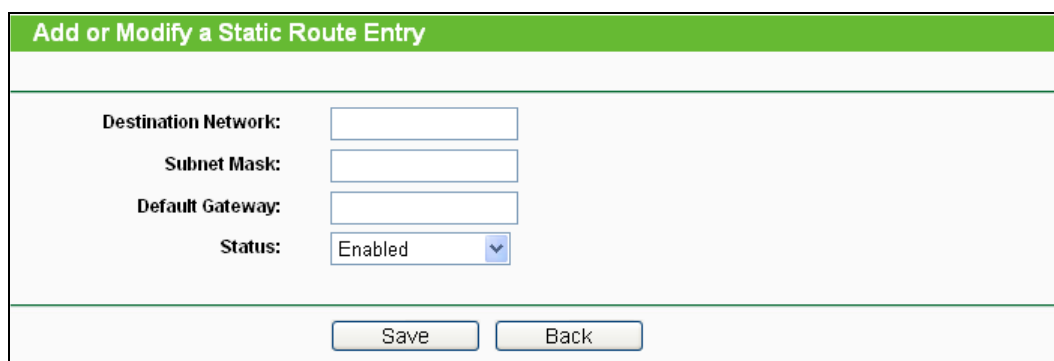 Add or Modify a Static Route Entry
Destination Network:
Subnet Mask:
Default Gateway:
Status: Enabled
Save Back